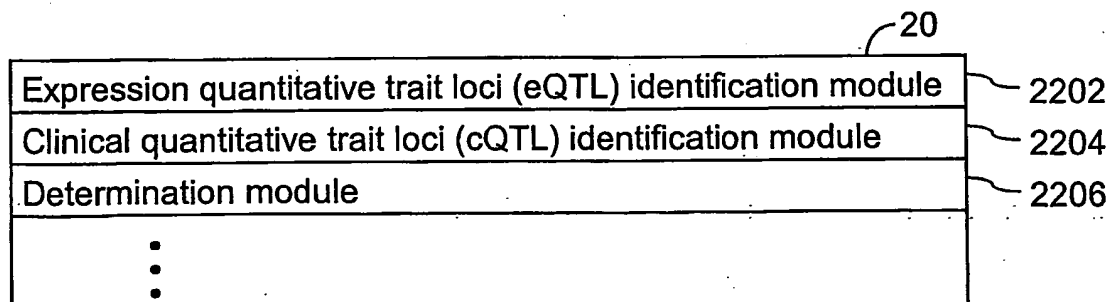 20
Expression quantitative trait loci (eQTL) identification module 2202
Clinical quantitative trait loci (cQTL) identification module 2204
Determination module 2206